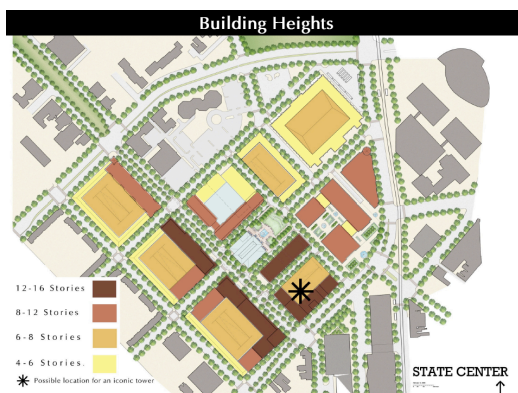 Building Heights
12-16 Stories
8-12 Stories
6-8 Stories
4-6 Stories.
Possible location for an iconic tower
STATE CENTER